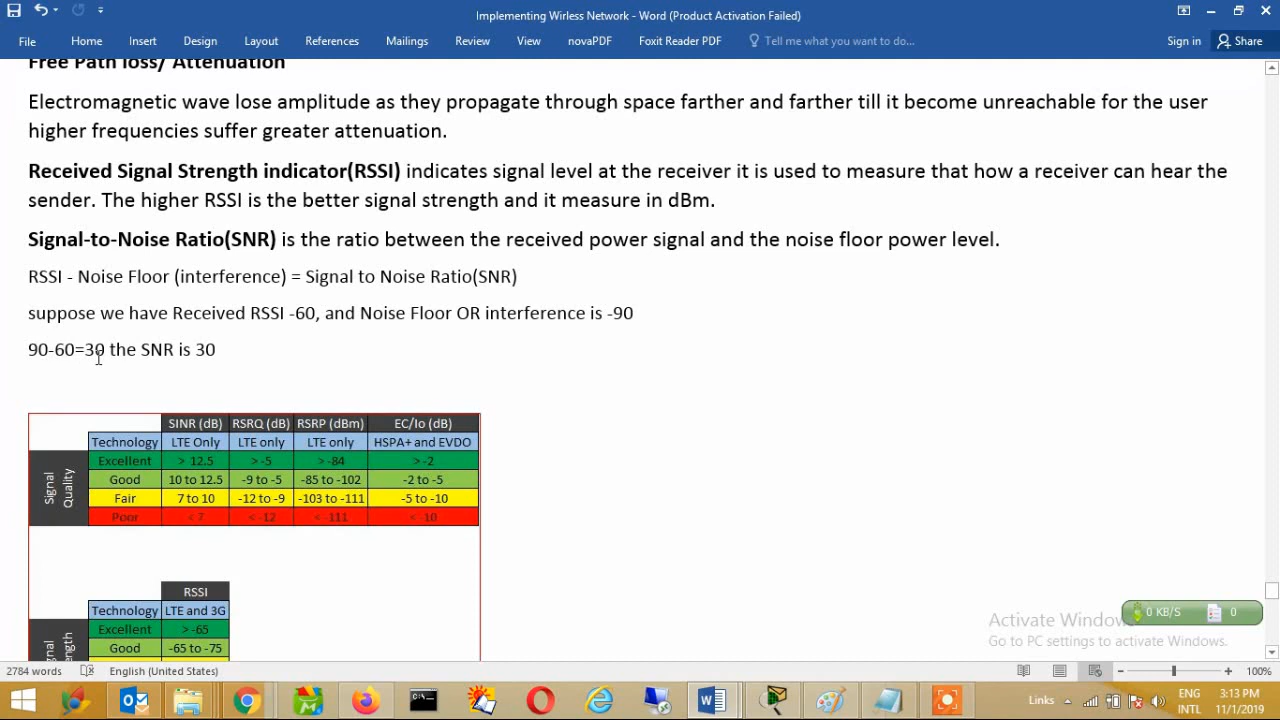 Implementing Wirless Network - Word (Product Activation Failed)
File Home Insert Design Layout References Mailings Review View novaPDF Foxit Reader PDF Tell me what you want to do... Sign in Share
Free Path loss/ Attenuation
Electromagnetic wave lose amplitude as they propagate through space farther and farther till it become unreachable for the user
higher frequencies suffer greater attenuation.
Received Signal Strength indicator(RSSI) indicates signal level at the receiver it is used to measure that how a receiver can hear the
sender. The higher RSSI is the better signal strength and it measure in dBm.
Signal-to-Noise Ratio(SNR) is the ratio between the received power signal and the noise floor power level.
RSSI - Noise Floor (interference) = Signal to Noise Ratio(SNR)
suppose we have Received RSSI -60, and Noise Floor OR interference is -90
90-60=30 the SNR is 30
SINR (dB) RSRQ (dB) RSRP (dBm) EC/Io (dB)
Technology LTE Only LTE only LTE only HSPA+ and EVDO
Signal Quality
Excellent > 12.5 > -5 > -84 > -2
Good 10 to 12.5 -9 to -5 -85 to -102 -2 to -5
Fair 7 to 10 -12 to -9 -103 to -111 -5 to -10
Poor < 7 < -12 < -111 < -10
RSSI
Technology LTE and 3G
Excellent > -65
Good -65 to -75
0 KB/S 0
Activate Windows
Go to PC settings to activate Windows.
2784 words English (United States) 100%
Links ENG 3:13 PM
INTL 11/1/2019